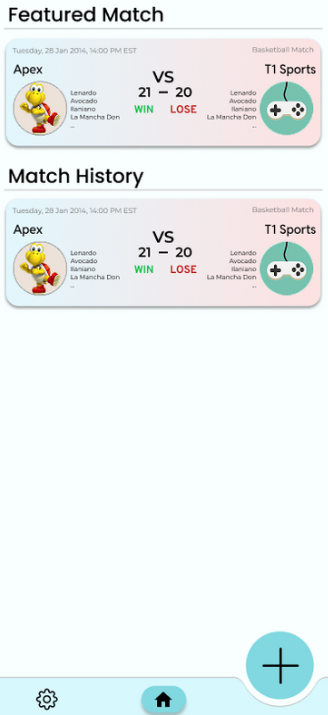 Featured Match
Tuesday, 28 Jan 2014, 14:00 PM EST
Basketball Match
Apex
VS
T1 Sports
21 – 20
WIN LOSE
Lenardo
Avocado
Ilaniano
La Mancha Don
...
Lenardo
Avocado
Ilaniano
La Mancha Don
...
Match History
Tuesday, 28 Jan 2014, 14:00 PM EST
Basketball Match
Apex
VS
T1 Sports
21 – 20
WIN LOSE
Lenardo
Avocado
Ilaniano
La Mancha Don
...
Lenardo
Avocado
Ilaniano
La Mancha Don
...